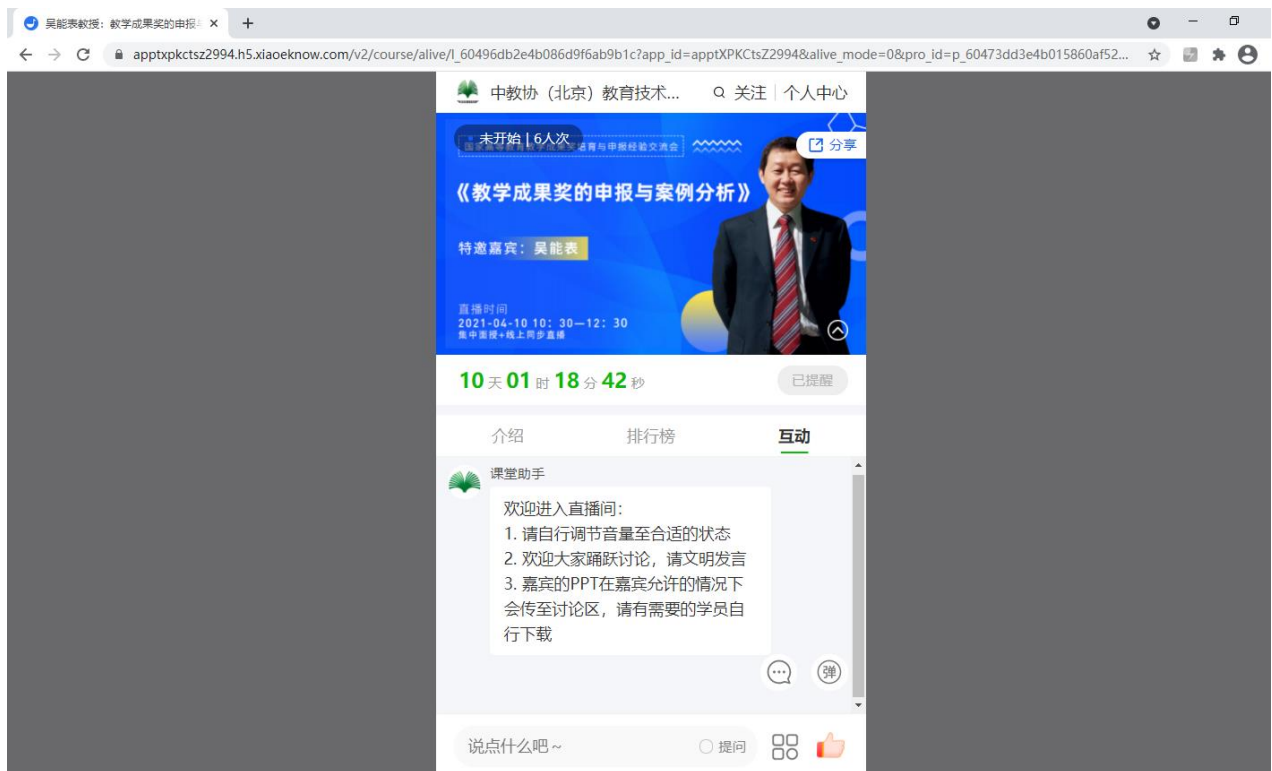 吴能表教授：教学成果奖的申报与
apptxpkctsz2994.h5.xiaoeknow.com/v2/course/alive/l_60496db2e4b086d9f6ab9b1c?app_id=apptXPKCtsZ2994&alive_mode=0&pro_id=p_60473dd3e4b015860af52...
中教协（北京）教育技术...
关注
个人中心
未开始 | 6人次
分享
《教学成果奖的申报与案例分析》
特邀嘉宾：吴能表
直播时间
2021-04-10 10：30—12：30
集中面授+线上同步直播
10 天 01 时 18 分 42 秒
已提醒
介绍
排行榜
互动
课堂助手
欢迎进入直播间：
1. 请自行调节音量至合适的状态
2. 欢迎大家踊跃讨论，请文明发言
3. 嘉宾的PPT在嘉宾允许的情况下
会传至讨论区，请有需要的学员自
行下载
弹
说点什么吧~
提问